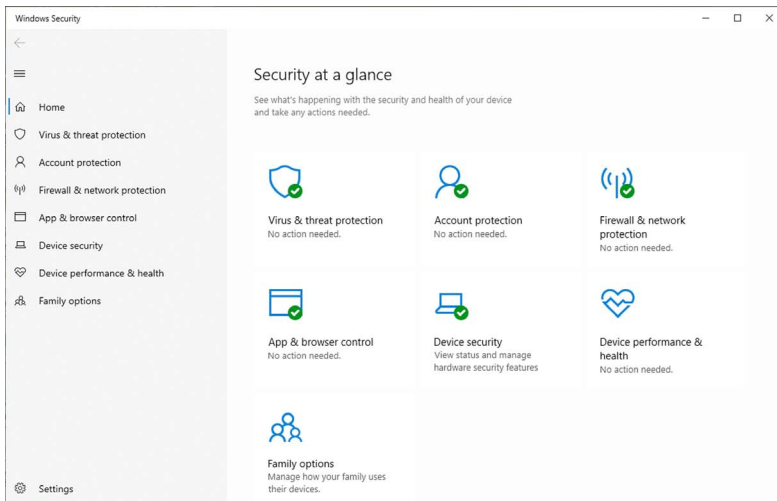 Windows Security
Home
Virus & threat protection
Account protection
Firewall & network protection
App & browser control
Device security
Device performance & health
Family options
Settings
Security at a glance
See what's happening with the security and health of your device
and take any actions needed.
Virus & threat protection
No action needed.
Account protection
No action needed.
Firewall & network
protection
No action needed.
App & browser control
No action needed.
Device security
View status and manage
hardware security features
Device performance &
health
No action needed.
Family options
Manage how your family uses
their devices.